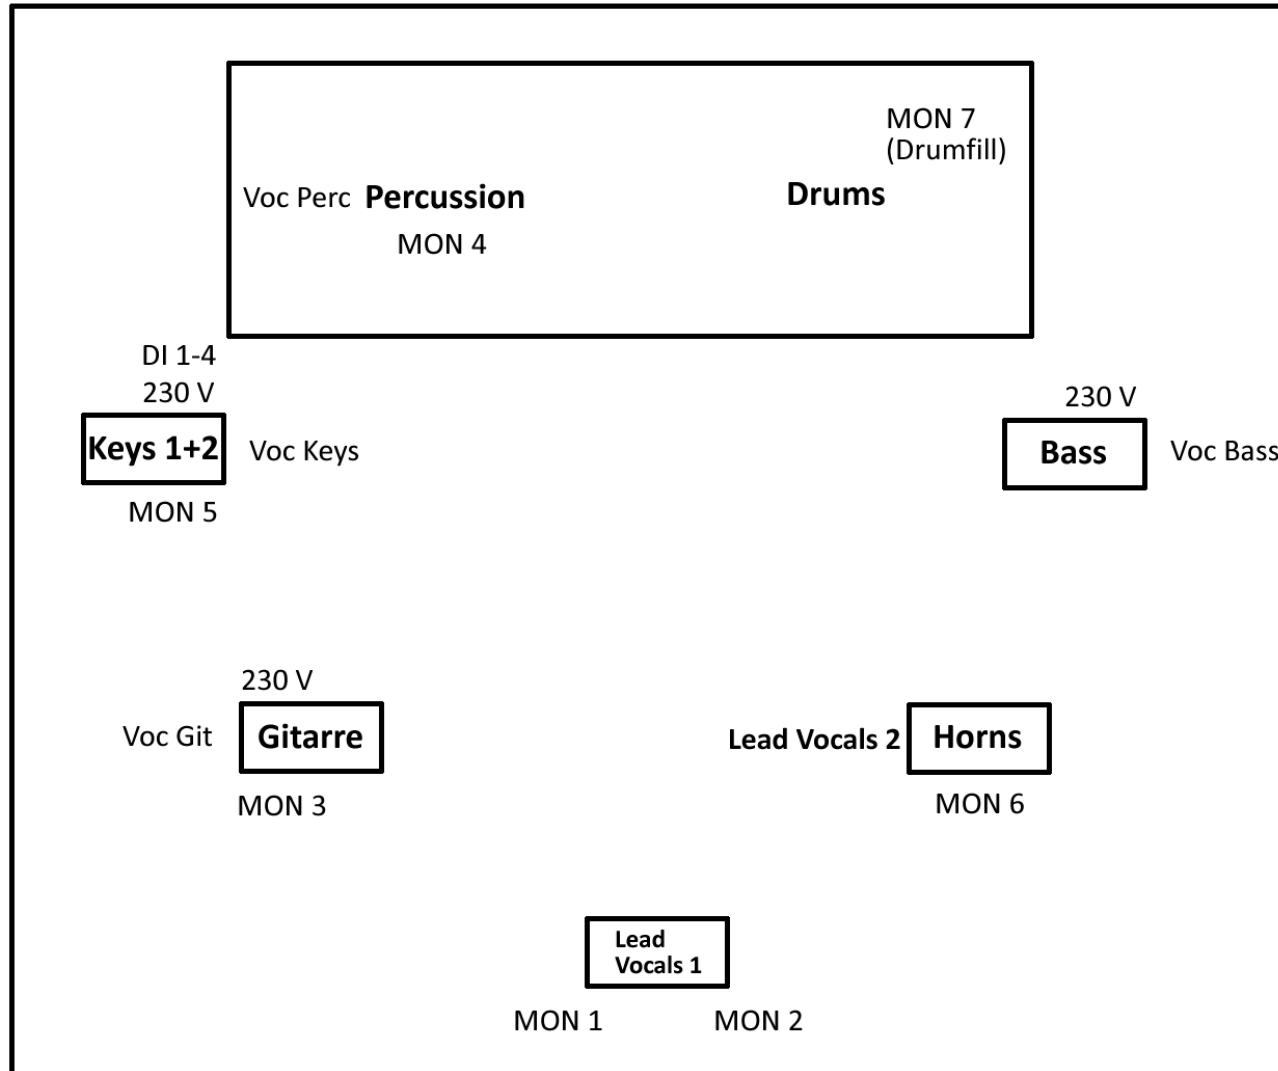 MON 7
(Drumfill)
Voc Perc Percussion
Drums
MON 4
DI 1-4
230 V
Keys 1+2
Voc Keys
MON 5
230 V
Bass
Voc Bass
230 V
Voc Git
Gitarre
MON 3
Lead Vocals 2
Horns
MON 6
Lead
Vocals 1
MON 1
MON 2